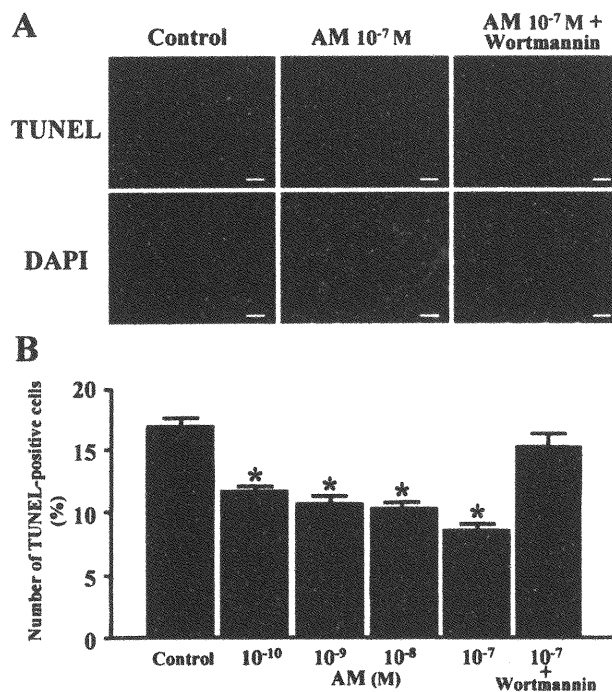 A
Control AM 10⁻⁷ M AM 10⁻⁷ M +
Wortmannin
TUNEL
DAPI
B
Number of TUNEL-positive cells
(%)
20
15
10
5
0
* * * *
Control 10⁻¹⁰ 10⁻⁹ 10⁻⁸ 10⁻⁷ 10⁻⁷
+
AM (M) Wortmannin